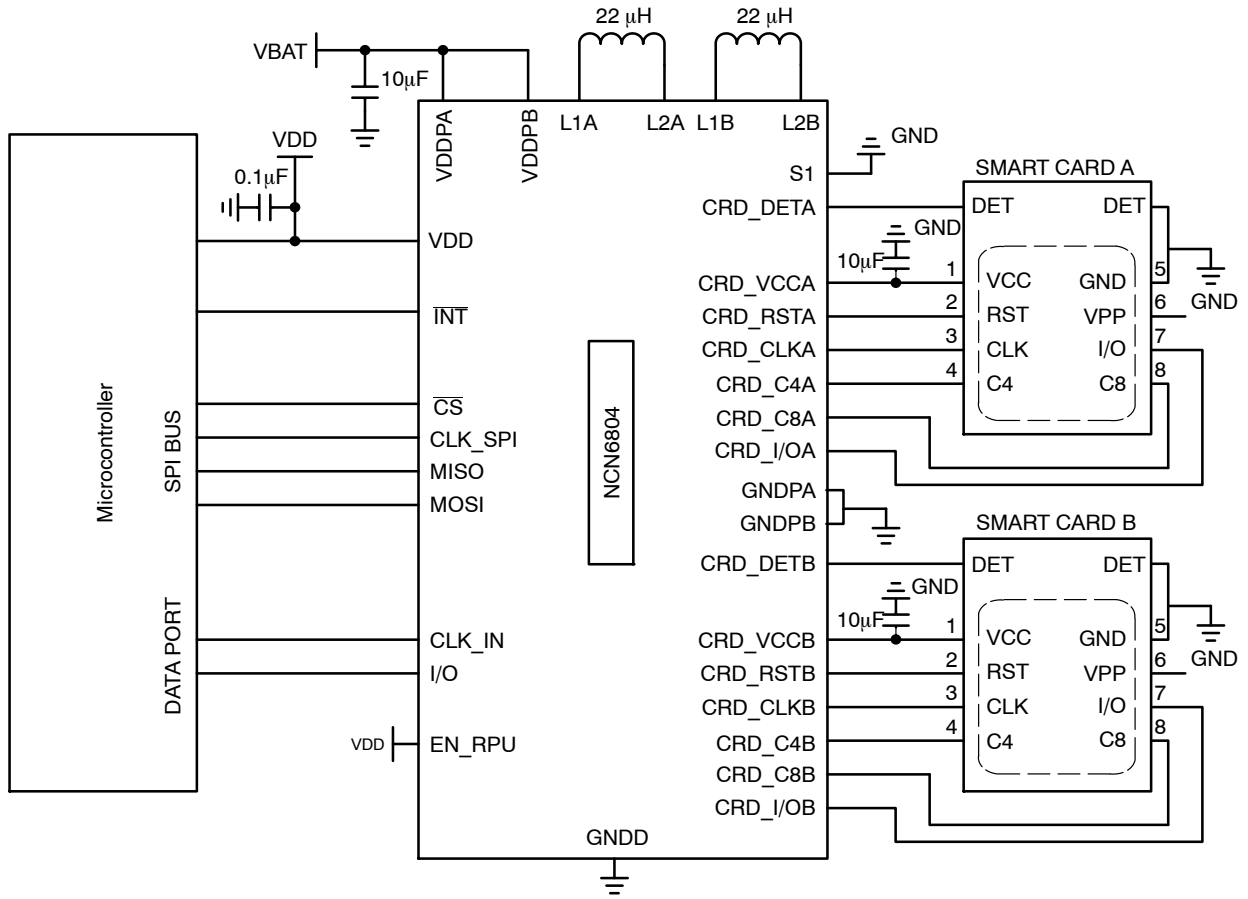 22 μH
22 μH
VBAT
10μF
VDDPA
VDDPB
L1A
L2A
L1B
L2B
VDD
0.1μF
GND
S1
SMART CARD A
CRD_DETA
DET
DET
GND
VDD
10μF
CRD_VCCA
1
VCC
GND
5
GND
INT
CRD_RSTA
2
RST
VPP
6
CRD_CLKA
3
CLK
I/O
7
CRD_C4A
4
C4
C8
8
Microcontroller
SPI BUS
CS
CLK_SPI
MISO
MOSI
NCN6804
CRD_C8A
CRD_I/OA
GNDPA
GNDPB
SMART CARD B
CRD_DETB
DET
DET
GND
10μF
DATA PORT
CLK_IN
I/O
CRD_VCCB
1
VCC
GND
5
GND
CRD_RSTB
2
RST
VPP
6
CRD_CLKB
3
CLK
I/O
7
VDD
EN_RPU
CRD_C4B
4
C4
C8
8
CRD_C8B
CRD_I/OB
GNDD